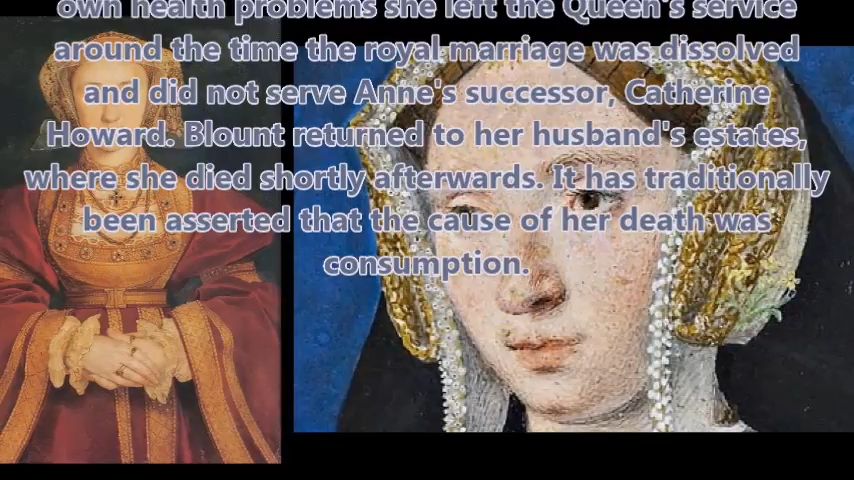 own health problems she left the Queen's service
around the time the royal marriage was dissolved
and did not serve Anne's successor, Catherine
Howard. Blount returned to her husband's estates,
where she died shortly afterwards. It has traditionally
been asserted that the cause of her death was
consumption.